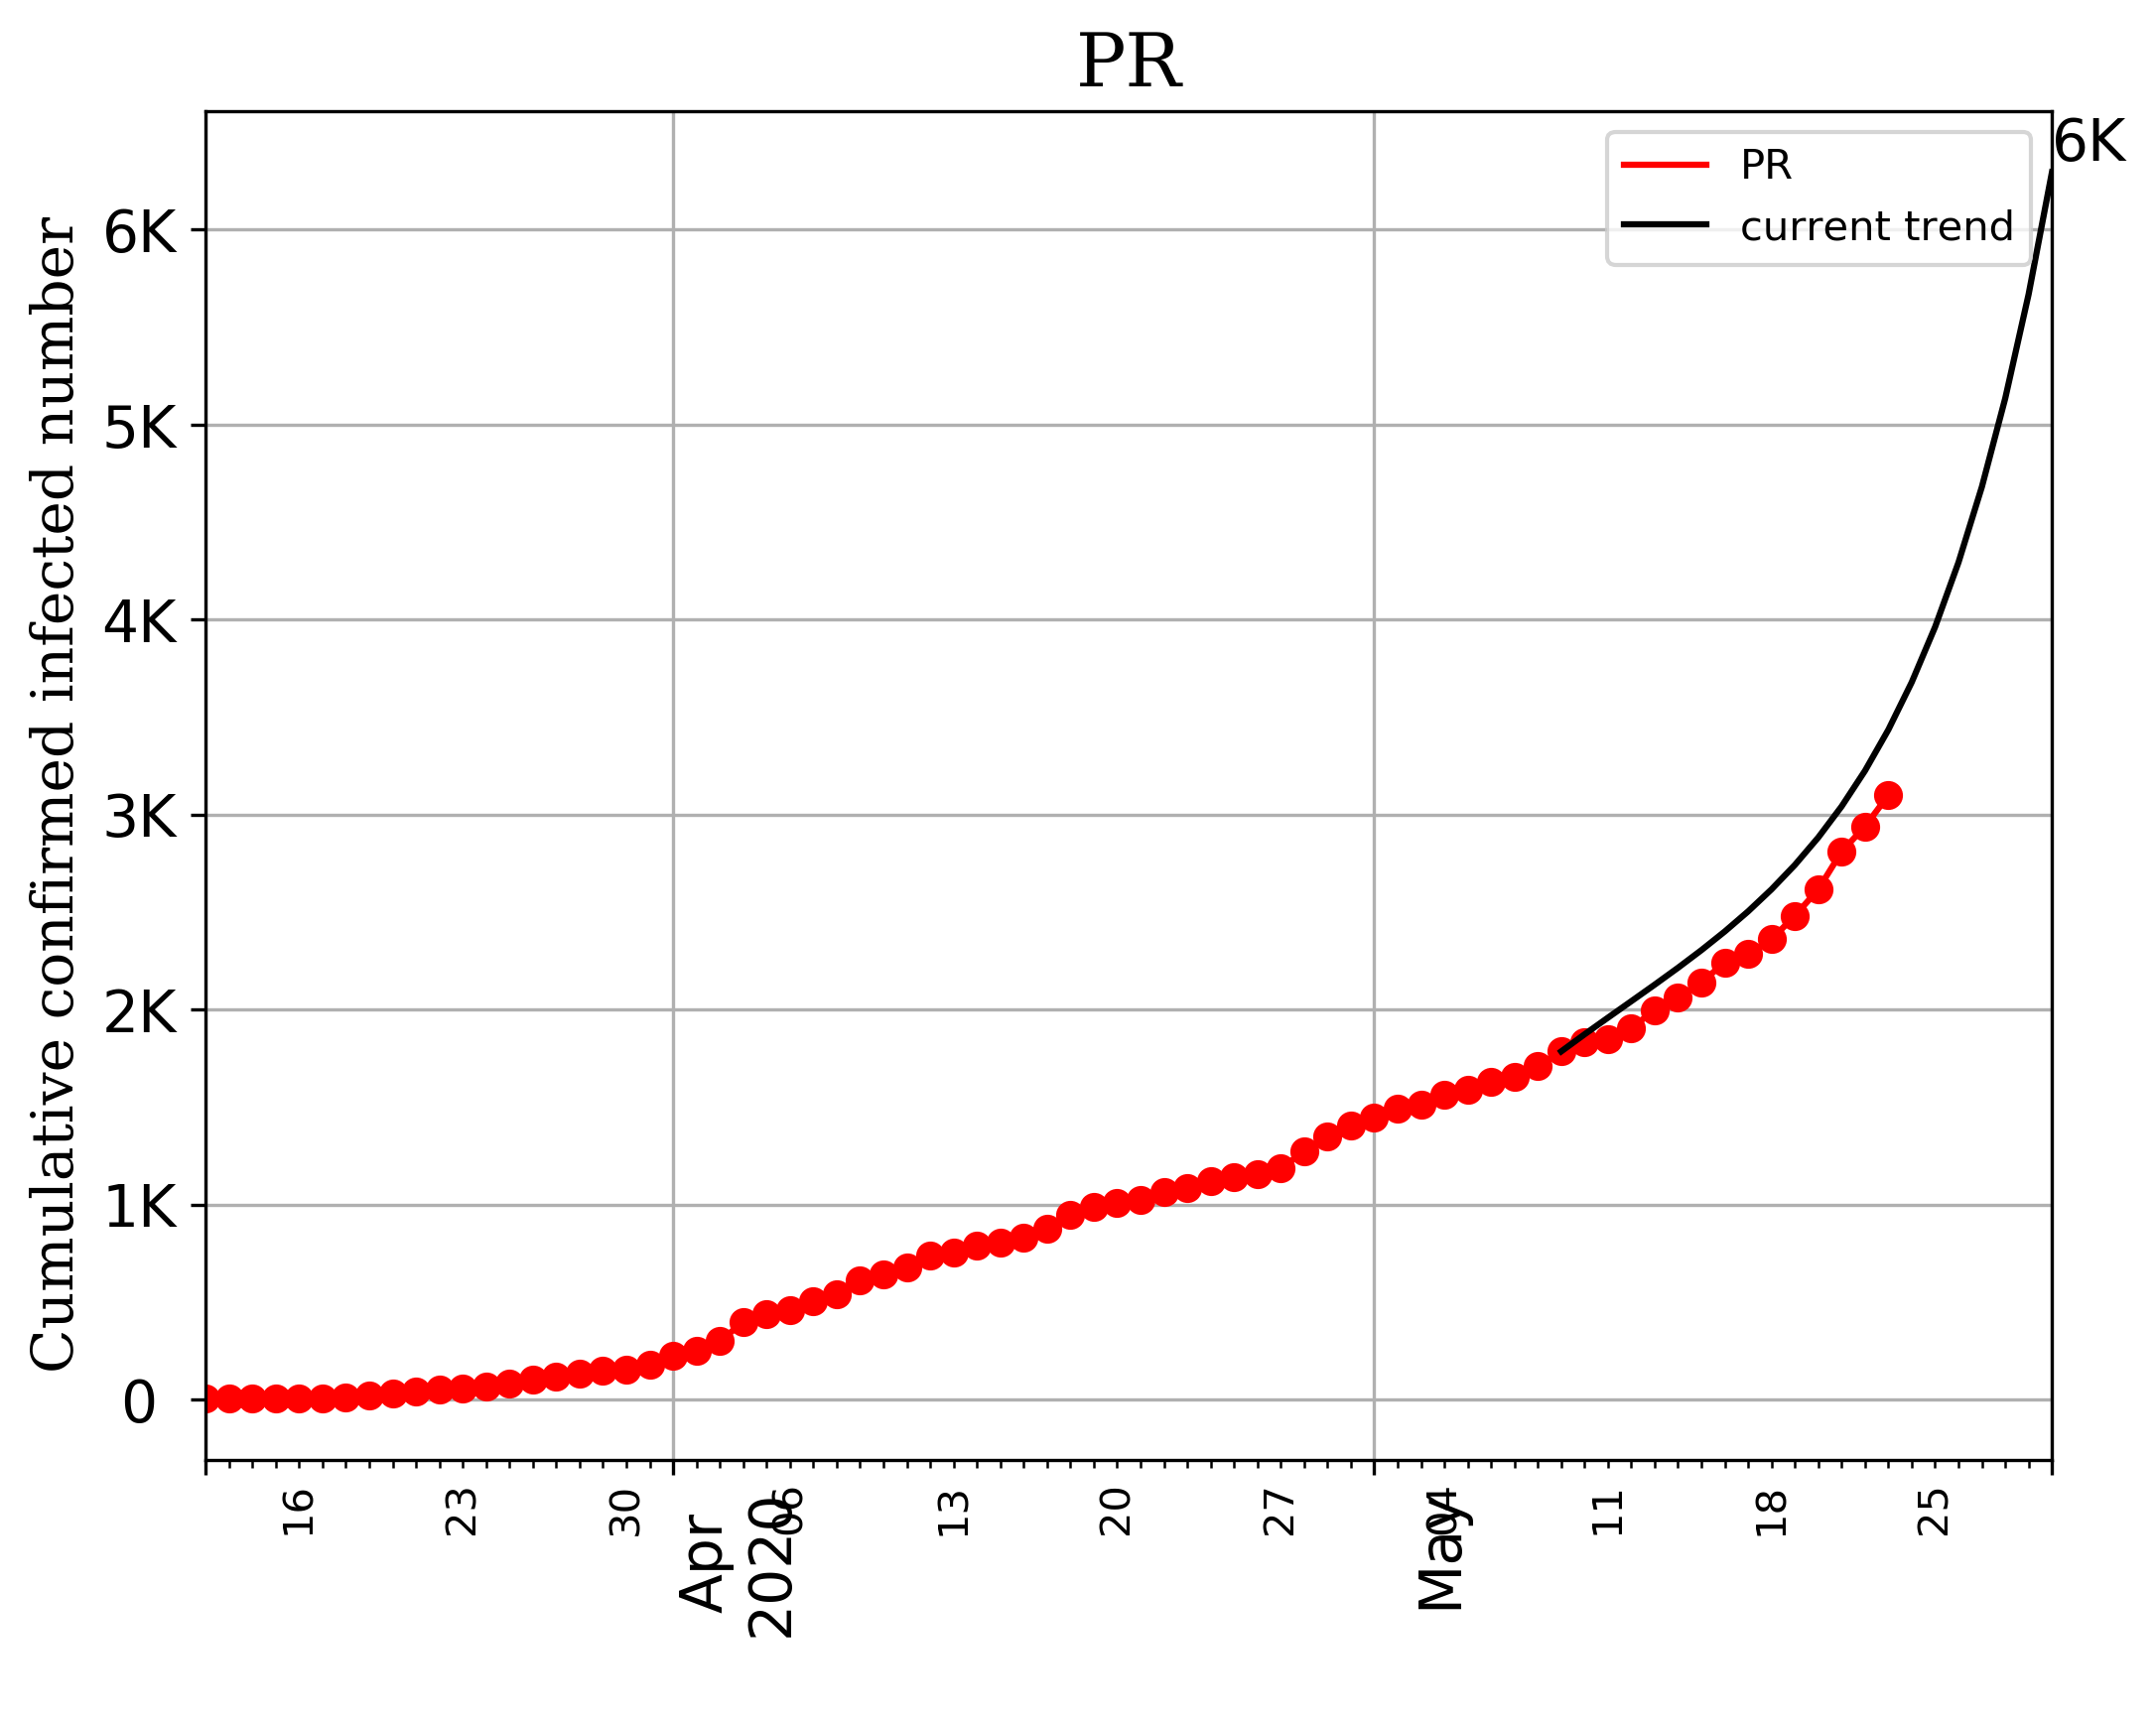 PR
6K
PR
current trend
Cumulative confirmed infected number
6K
5K
4K
3K
2K
1K
0
16
23
30
06
13
20
27
04
11
18
25
Apr
2020
May